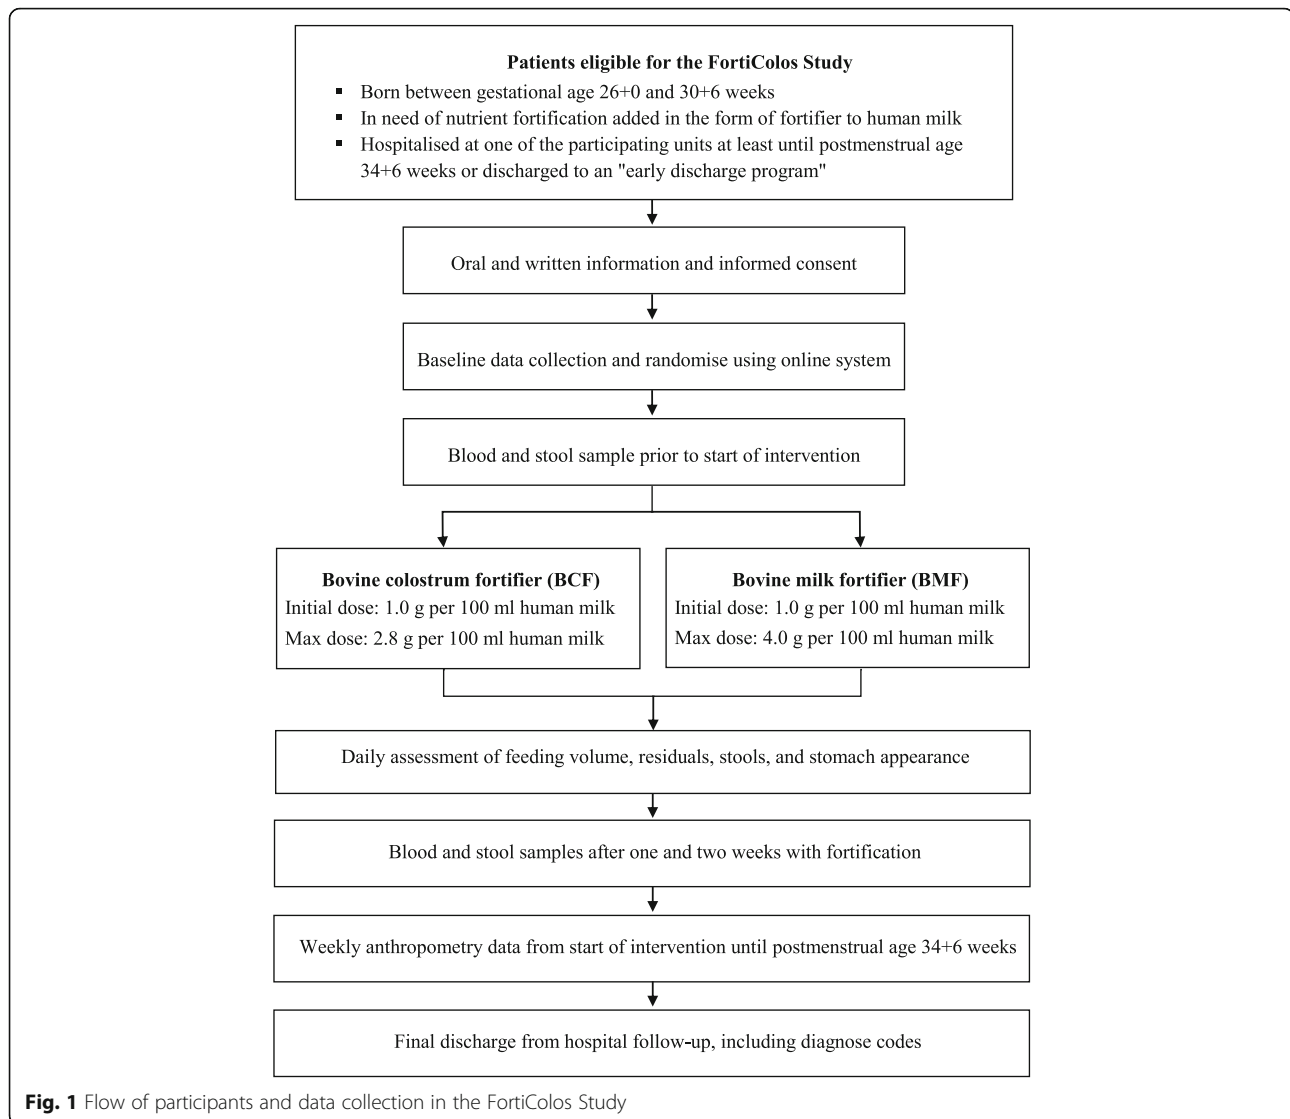 Patients eligible for the FortiColos Study
▪ Born between gestational age 26+0 and 30+6 weeks
▪ In need of nutrient fortification added in the form of fortifier to human milk
▪ Hospitalised at one of the participating units at least until postmenstrual age
34+6 weeks or discharged to an "early discharge program"
Oral and written information and informed consent
Baseline data collection and randomise using online system
Blood and stool sample prior to start of intervention
Bovine colostrum fortifier (BCF)
Initial dose: 1.0 g per 100 ml human milk
Max dose: 2.8 g per 100 ml human milk
Bovine milk fortifier (BMF)
Initial dose: 1.0 g per 100 ml human milk
Max dose: 4.0 g per 100 ml human milk
Daily assessment of feeding volume, residuals, stools, and stomach appearance
Blood and stool samples after one and two weeks with fortification
Weekly anthropometry data from start of intervention until postmenstrual age 34+6 weeks
Final discharge from hospital follow-up, including diagnose codes
Fig. 1 Flow of participants and data collection in the FortiColos Study